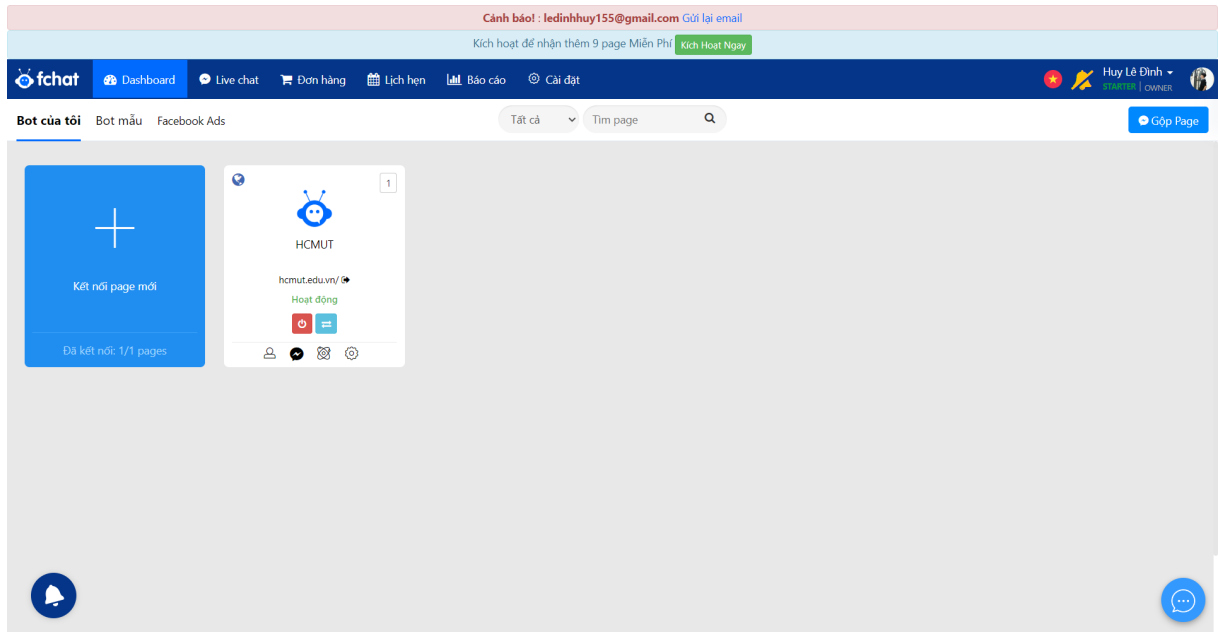 Cảnh báo! : ledinhhuy155@gmail.com Gửi lại email
Kích hoạt để nhận thêm 9 page Miễn Phí Kích Hoạt Ngay
fchat Dashboard Live chat Đơn hàng Lịch hẹn Báo cáo Cài đặt Huy Lê Đình
STARTER | OWNER
Bot của tôi Bot mẫu Facebook Ads Tất cả Tìm page Gộp Page
1
HCMUT
hcmut.edu.vn/
Kết nối page mới
Hoạt động
Đã kết nối: 1/1 pages